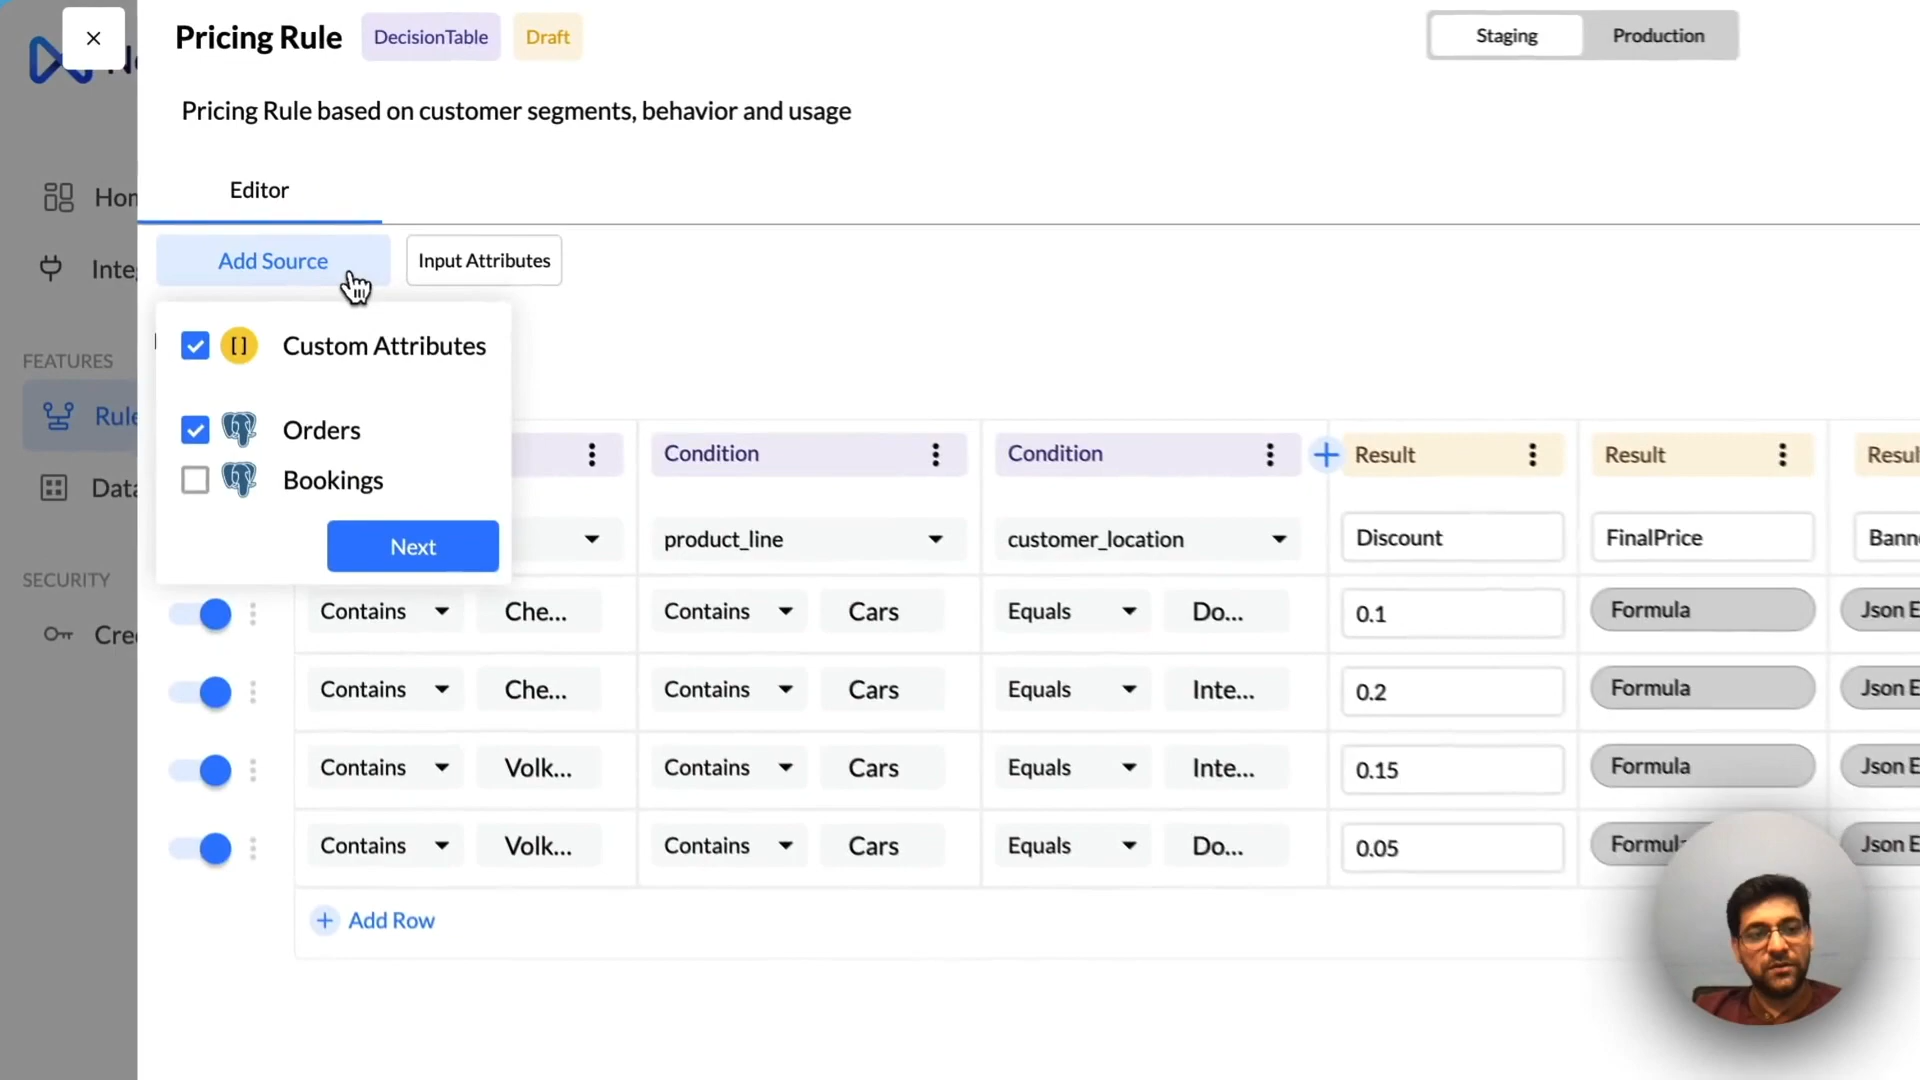 Pricing Rule DecisionTable Draft Staging Production
Pricing Rule based on customer segments, behavior and usage
Editor
Add Source Input Attributes
[] Custom Attributes
Orders
Bookings
Next
FEATURES
SECURITY
Condition Condition Result Result
product_line customer_location Discount FinalPrice
Contains Che... Contains Cars Equals Do... 0.1 Formula
Contains Che... Contains Cars Equals Inte... 0.2 Formula
Contains Volk... Contains Cars Equals Inte... 0.15 Formula
Contains Volk... Contains Cars Equals Do... 0.05
Add Row